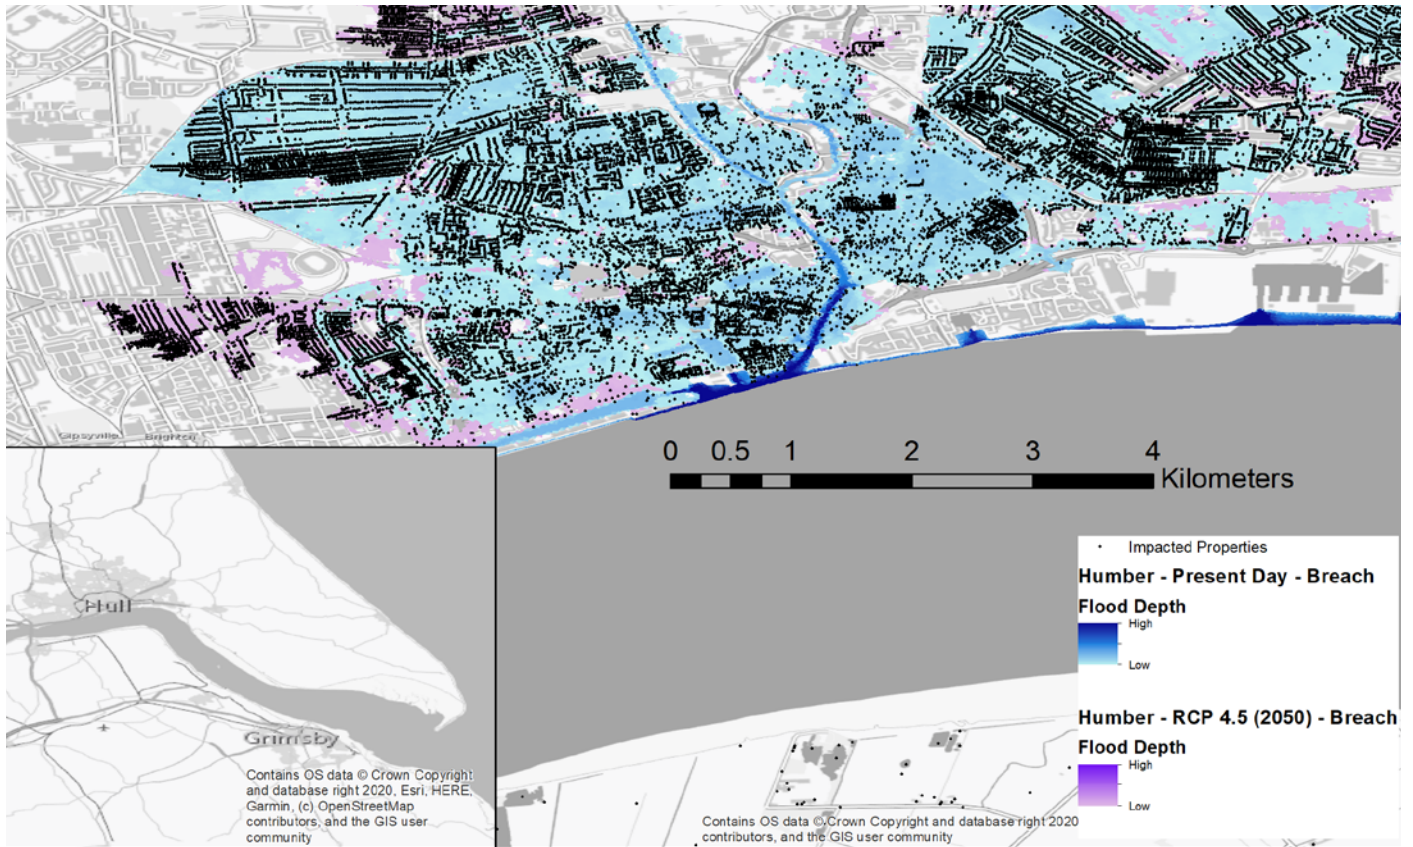 Gipsyville Brighton
0 0.5 1 2 3 4
Kilometers
Impacted Properties
Humber - Present Day - Breach
Flood Depth
High
Low
Humber - RCP 4.5 (2050) - Breach
Flood Depth
High
Low
Hull
Grimsby
Contains OS data © Crown Copyright
and database right 2020, Esri, HERE,
Garmin, (c) OpenStreetMap
contributors, and the GIS user
community
Contains OS data © Crown Copyright and database right 2020
contributors, and the GIS user community